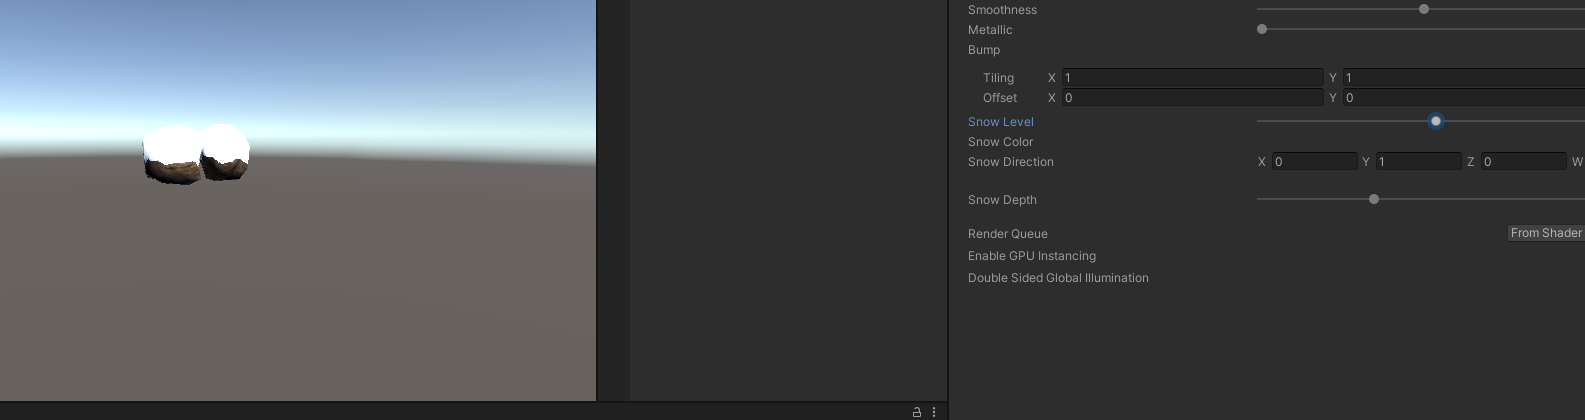 Smoothness
Metallic
Bump
Tiling X 1 Y 1
Offset X 0 Y 0
Snow Level
Snow Color
Snow Direction X 0 Y 1 Z 0 W
Snow Depth
Render Queue From Shader
Enable GPU Instancing
Double Sided Global Illumination